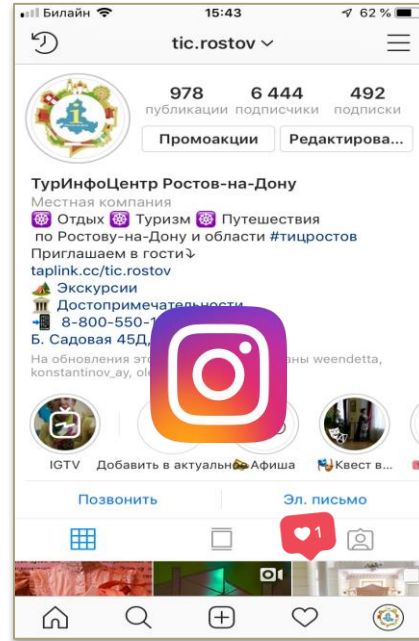 Билайн 15:43 62 %
tic.rostov
978 6 444 492
публикации подписчики подписки
Промоакции Редактирова...
ТурИнфоЦентр Ростов-на-Дону
Местная компания
Отдых Туризм Путешествия
по Ростову-на-Дону и области #тицростов
Приглашаем в гости
taplink.cc/tic.rostov
Экскурсии
Достопримечательности
8-800-550-
Б. Садовая 45Д,
На обновления weendetta,
konstantinov_ay,
IGTV Добавить в актуальное Афиша Квест в...
Позвонить Эл. письмо
1